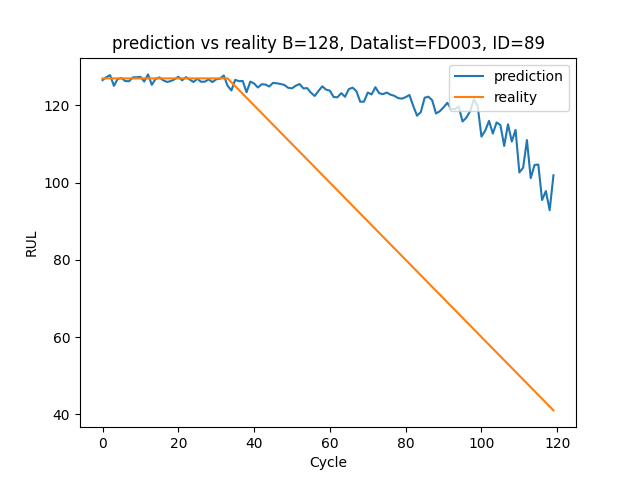 prediction vs reality B=128, Datalist=FD003, ID=89
prediction
reality
RUL
120
100
80
60
40
0 20 40 60 80 100 120
Cycle